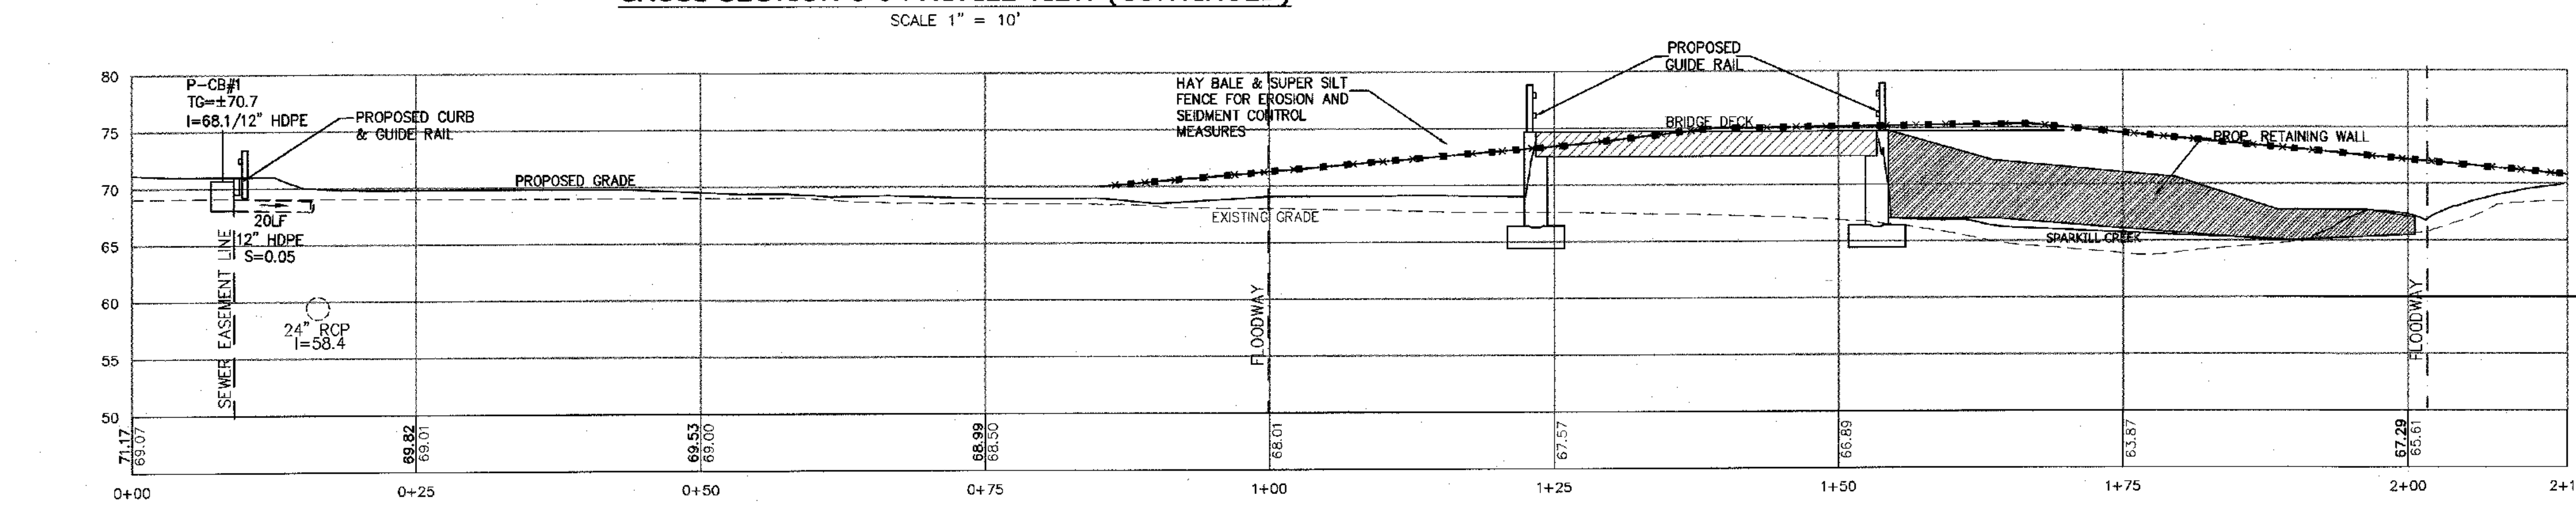 SCALE 1" = 10'
PROPOSED
GUIDE RAIL
80
P-CB#1
TG=±70.7
I=68.1/12" HDPE
HAY BALE & SUPER SILT
FENCE FOR EROSION AND
SEIDMENT CONTROL
MEASURES
PROPOSED CURB
& GUIDE RAIL
BRIDGE DECK
PROP. RETAINING WALL
75
PROPOSED GRADE
70
EXISTING GRADE
20LF
12" HDPE
S=0.05
SPARKILL CREEK
65
SEWER EASEMENT LINE
24" RCP
I=58.4
FLOODWAY
FLOODWAY
60
55
50
71.17
69.07
69.82
69.01
69.53
69.00
68.99
68.50
68.01
67.57
66.89
63.87
67.29
65.61
0+00
0+25
0+50
0+75
1+00
1+25
1+50
1+75
2+00
2+1